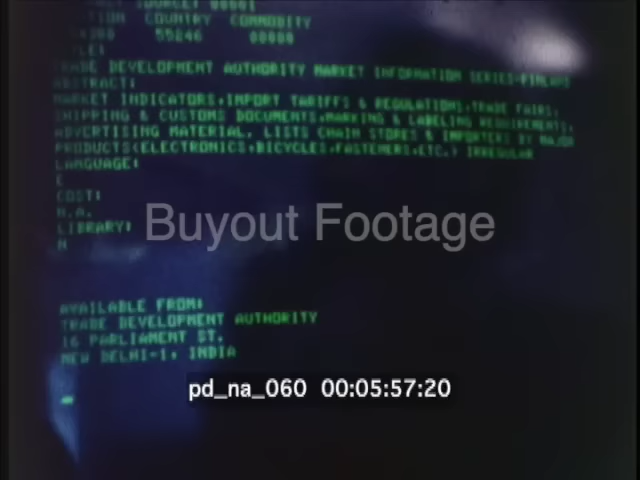 SOURCE: 00001
COUNTRY COMMODITY
55246 00000
TRADE DEVELOPMENT AUTHORITY MARKET INFORMATION SERIES-FINLAND
ABSTRACT:
MARKET INDICATORS,IMPORT TARIFFS & REGULATIONS,TRADE FAIRS,
SHIPPING & CUSTOMS DOCUMENTS,MARKING & LABELING REQUIREMENTS,
ADVERTISING MATERIAL, LISTS CHAIN STORES & IMPORTERS BY MAJOR
PRODUCTS(ELECTRONICS,BICYCLES,FASTENERS,ETC.) IRREGULAR
LANGUAGE:
E
COST:
N.A.
LIBRARY:
N
Buyout Footage
AVAILABLE FROM:
TRADE DEVELOPMENT AUTHORITY
16 PARLIAMENT ST.
NEW DELHI-1, INDIA
pd_na_060 00:05:57:20